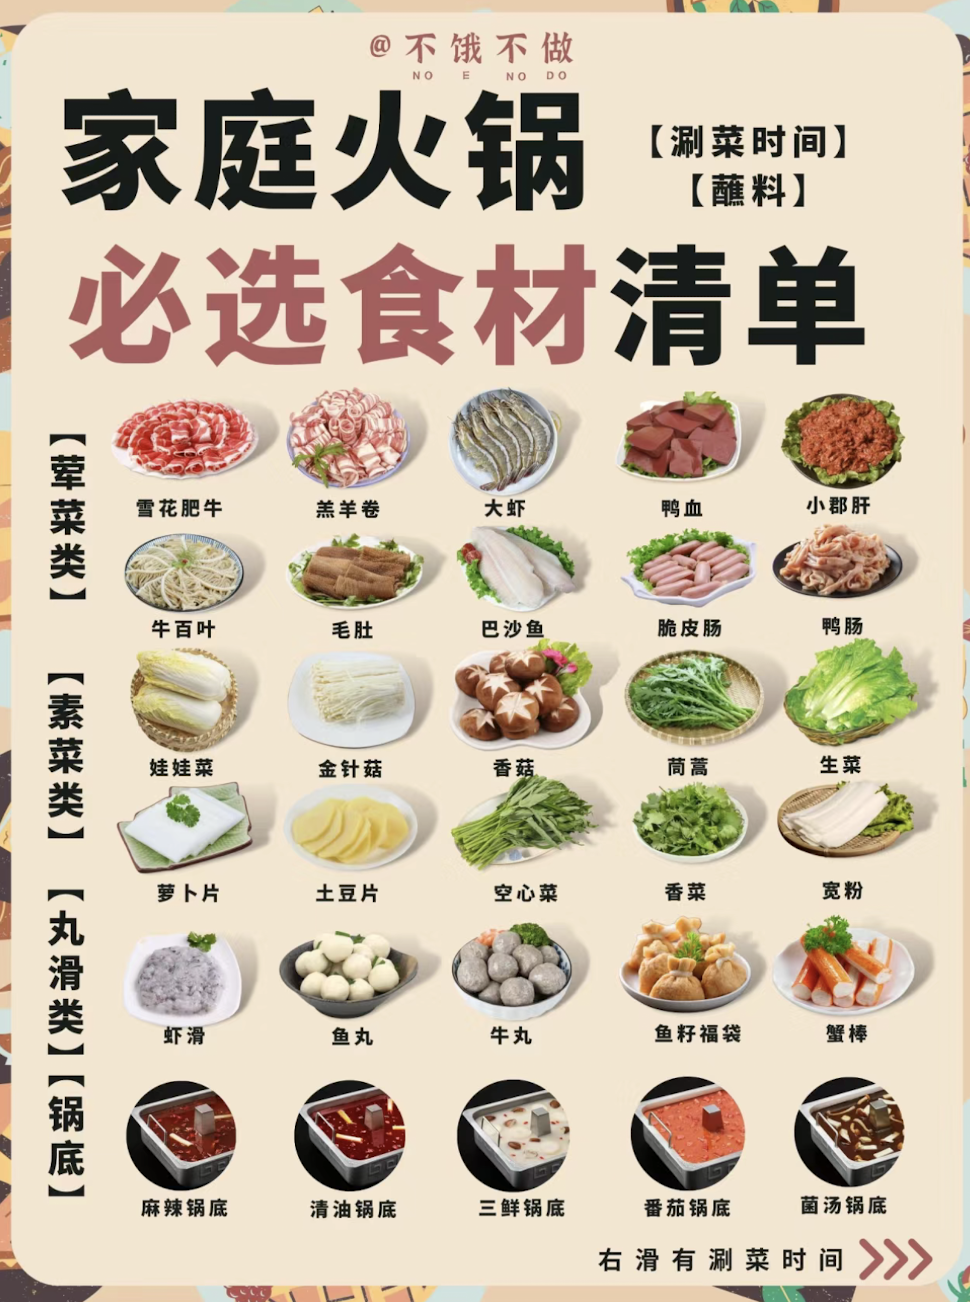 @不饿不做
NO E NO DO
家庭火锅
【涮菜时间】
【蘸料】
必选食材清单
【荤菜类】
雪花肥牛 羔羊卷 大虾 鸭血 小郡肝
牛百叶 毛肚 巴沙鱼 脆皮肠 鸭肠
【素菜类】
娃娃菜 金针菇 香菇 茼蒿 生菜
萝卜片 土豆片 空心菜 香菜 宽粉
【丸滑类】
虾滑 鱼丸 牛丸 鱼籽福袋 蟹棒
【锅底】
麻辣锅底 清油锅底 三鲜锅底 番茄锅底 菌汤锅底
右滑有涮菜时间